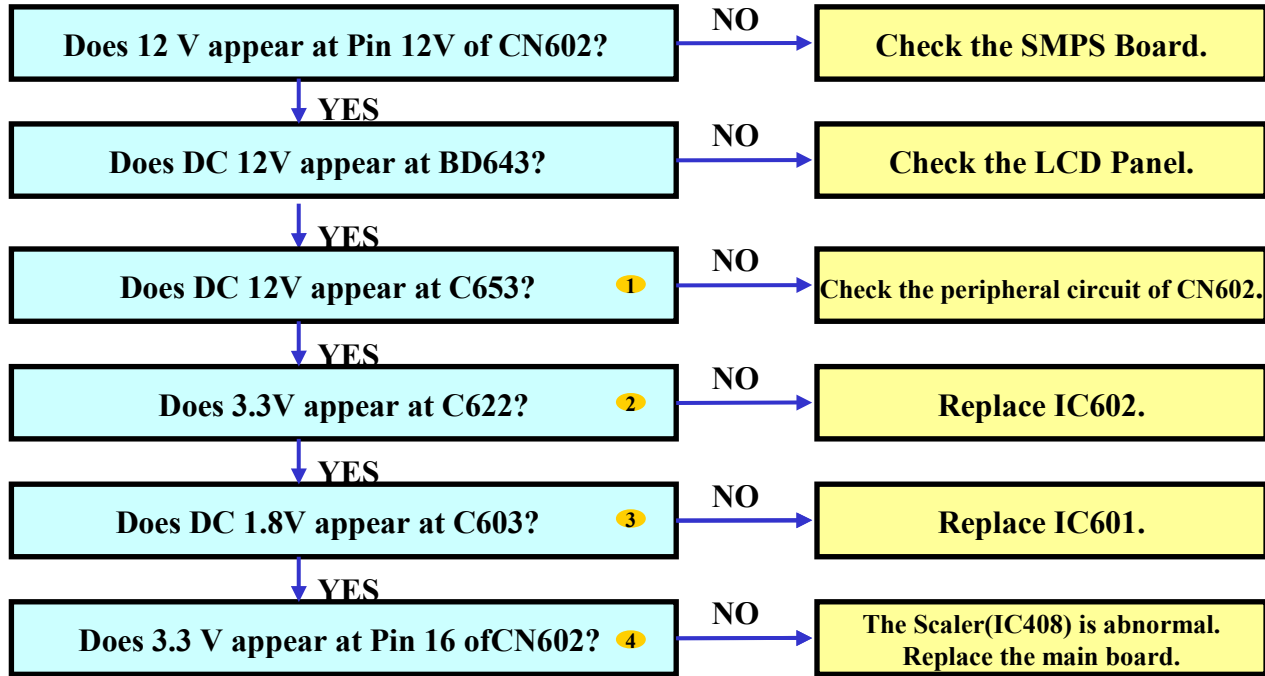 Does 12 V appear at Pin 12V of CN602?
NO
Check the SMPS Board.
YES
Does DC 12V appear at BD643?
NO
Check the LCD Panel.
YES
Does DC 12V appear at C653?
1
NO
Check the peripheral circuit of CN602.
YES
Does 3.3V appear at C622?
2
NO
Replace IC602.
YES
Does DC 1.8V appear at C603?
3
NO
Replace IC601.
YES
Does 3.3 V appear at Pin 16 ofCN602?
4
NO
The Scaler(IC408) is abnormal.
Replace the main board.